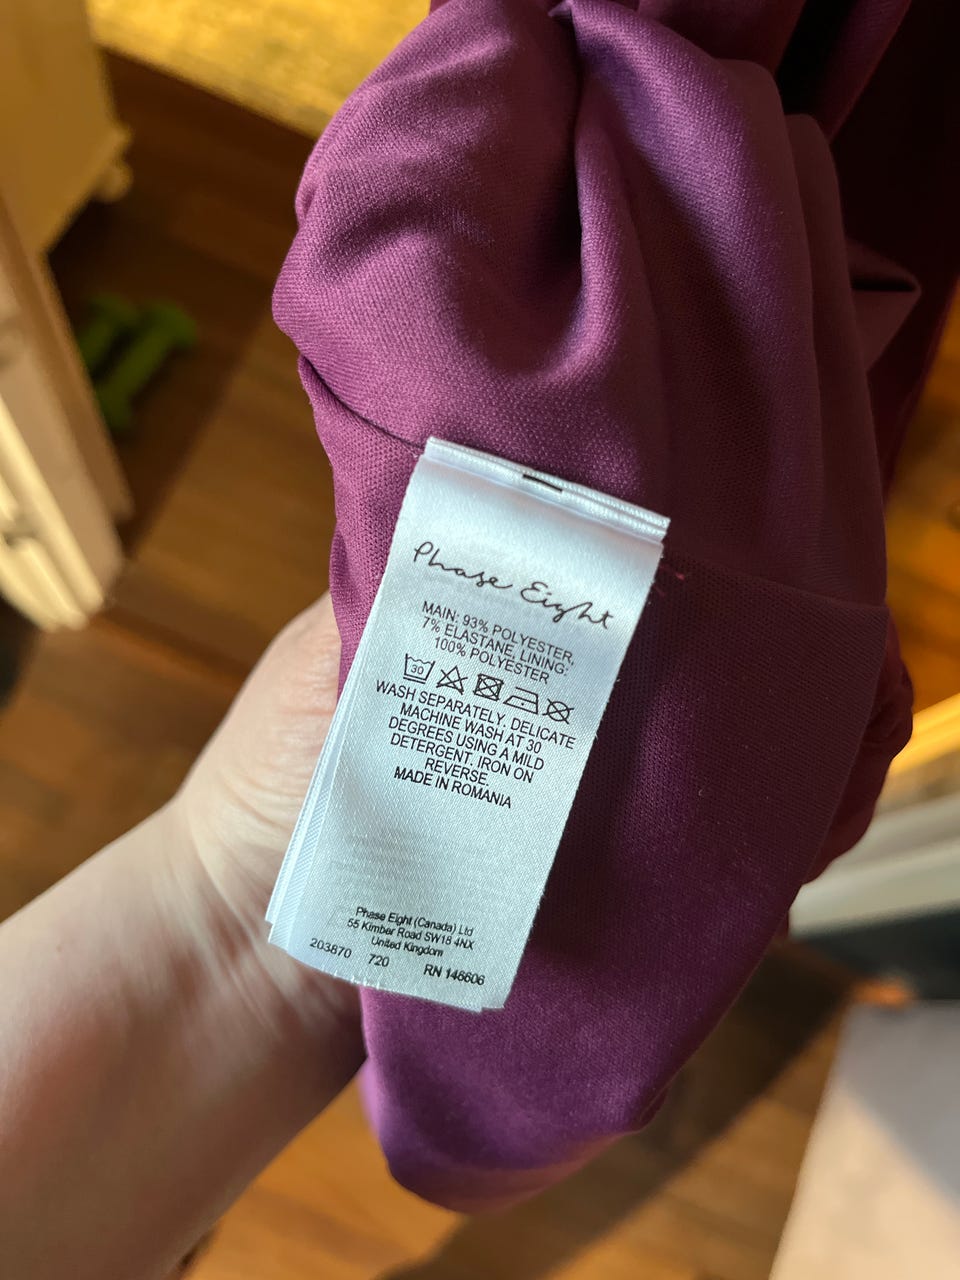 Phase Eight
MAIN: 93% POLYESTER,
7% ELASTANE, LINING:
100% POLYESTER
30
WASH SEPARATELY. DELICATE
MACHINE WASH AT 30
DEGREES USING A MILD
DETERGENT. IRON ON
REVERSE
MADE IN ROMANIA
Phase Eight (Canada) Ltd
55 Kimber Road SW18 4NX
United Kingdom
203870 720 RN 146606